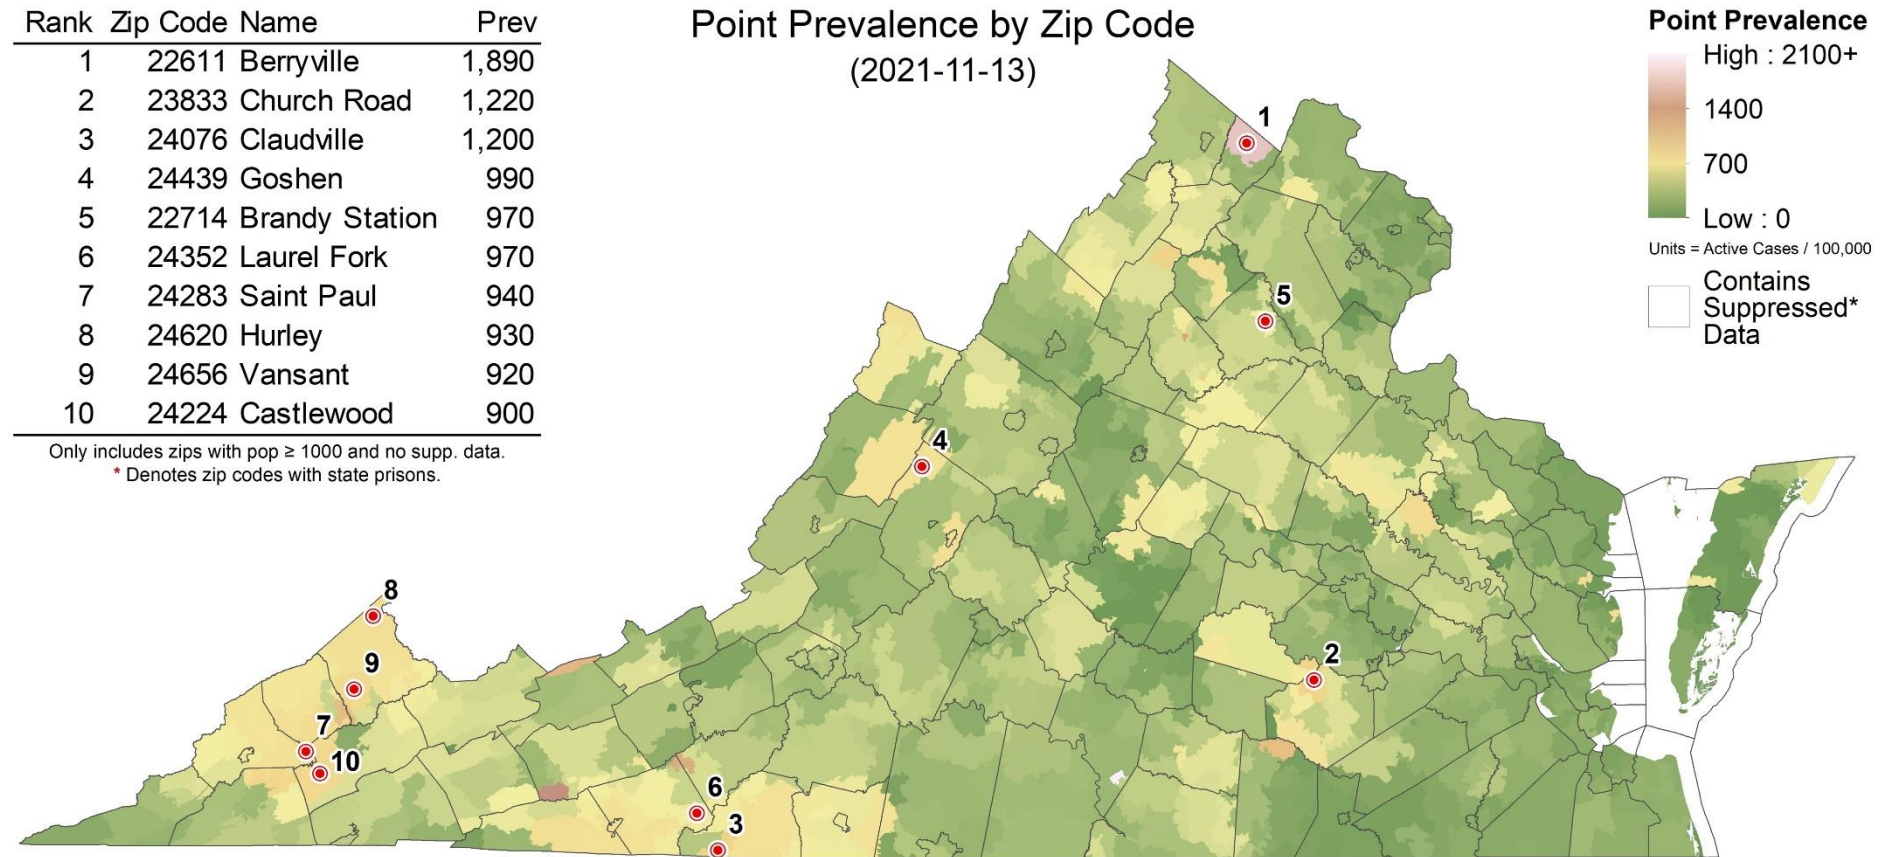 Point Prevalence by Zip Code
(2021-11-13)
Rank Zip Code Name Prev
1 22611 Berryville 1,890
2 23833 Church Road 1,220
3 24076 Claudville 1,200
4 24439 Goshen 990
5 22714 Brandy Station 970
6 24352 Laurel Fork 970
7 24283 Saint Paul 940
8 24620 Hurley 930
9 24656 Vansant 920
10 24224 Castlewood 900
Only includes zips with pop ≥ 1000 and no supp. data.
* Denotes zip codes with state prisons.
Point Prevalence
High : 2100+
1400
700
Low : 0
Units = Active Cases / 100,000
Contains
Suppressed*
Data
1
5
4
8
2
9
7
10
6
3